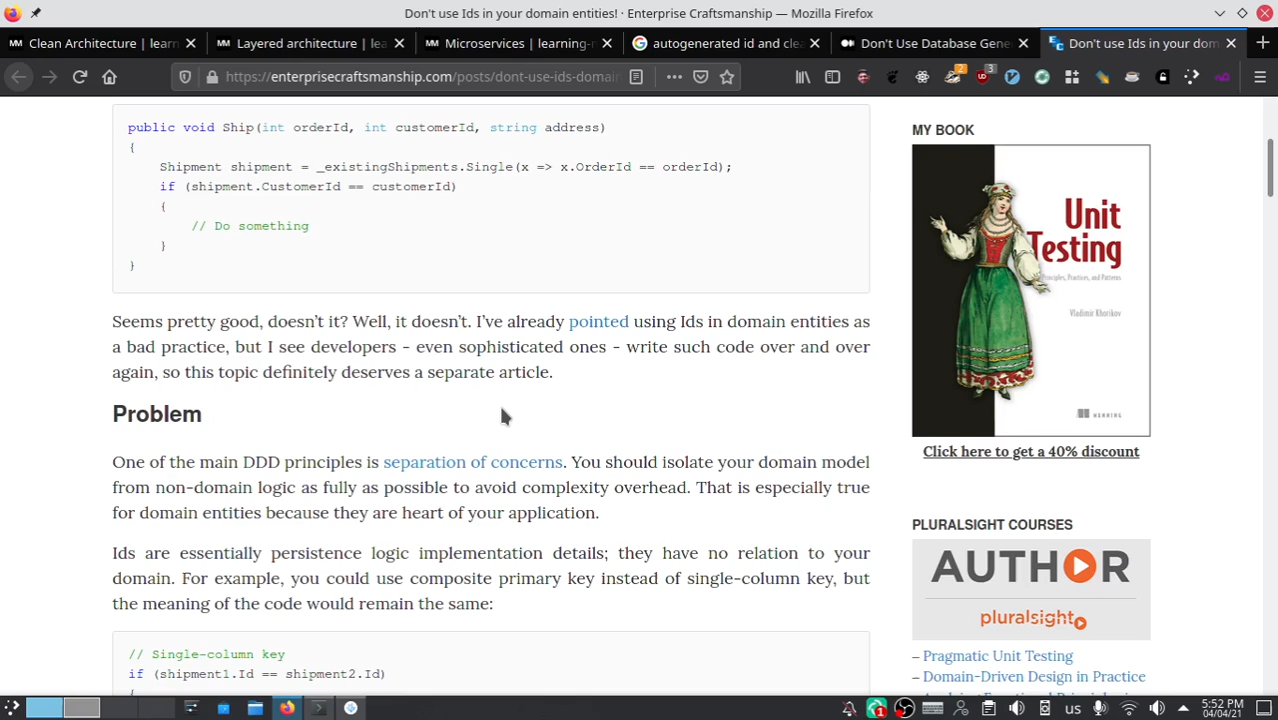 Don't use Ids in your domain entities! · Enterprise Craftsmanship — Mozilla Firefox
Clean Architecture | learn
Layered architecture | lea
Microservices | learning-n
autogenerated id and clea
Don't Use Database Gene
Don't use Ids in your dom
https://enterprisecraftsmanship.com/posts/dont-use-ids-domain
2
3
public void Ship(int orderId, int customerId, string address)
{
Shipment shipment = _existingShipments.Single(x => x.OrderId == orderId);
if (shipment.CustomerId == customerId)
{
// Do something
}
}
Seems pretty good, doesn't it? Well, it doesn't. I've already pointed using Ids in domain entities as
a bad practice, but I see developers - even sophisticated ones - write such code over and over
again, so this topic definitely deserves a separate article.
Problem
One of the main DDD principles is separation of concerns. You should isolate your domain model
from non-domain logic as fully as possible to avoid complexity overhead. That is especially true
for domain entities because they are heart of your application.
Ids are essentially persistence logic implementation details; they have no relation to your
domain. For example, you could use composite primary key instead of single-column key, but
the meaning of the code would remain the same:
// Single-column key
if (shipment1.Id == shipment2.Id)
MY BOOK
Unit
Testing
Principles, Practices, and Patterns
Vladimir Khorikov
MANNING
Click here to get a 40% discount
PLURALSIGHT COURSES
AUTHOR
pluralsight
– Pragmatic Unit Testing
– Domain-Driven Design in Practice
1
us
5:52 PM
04/04/21